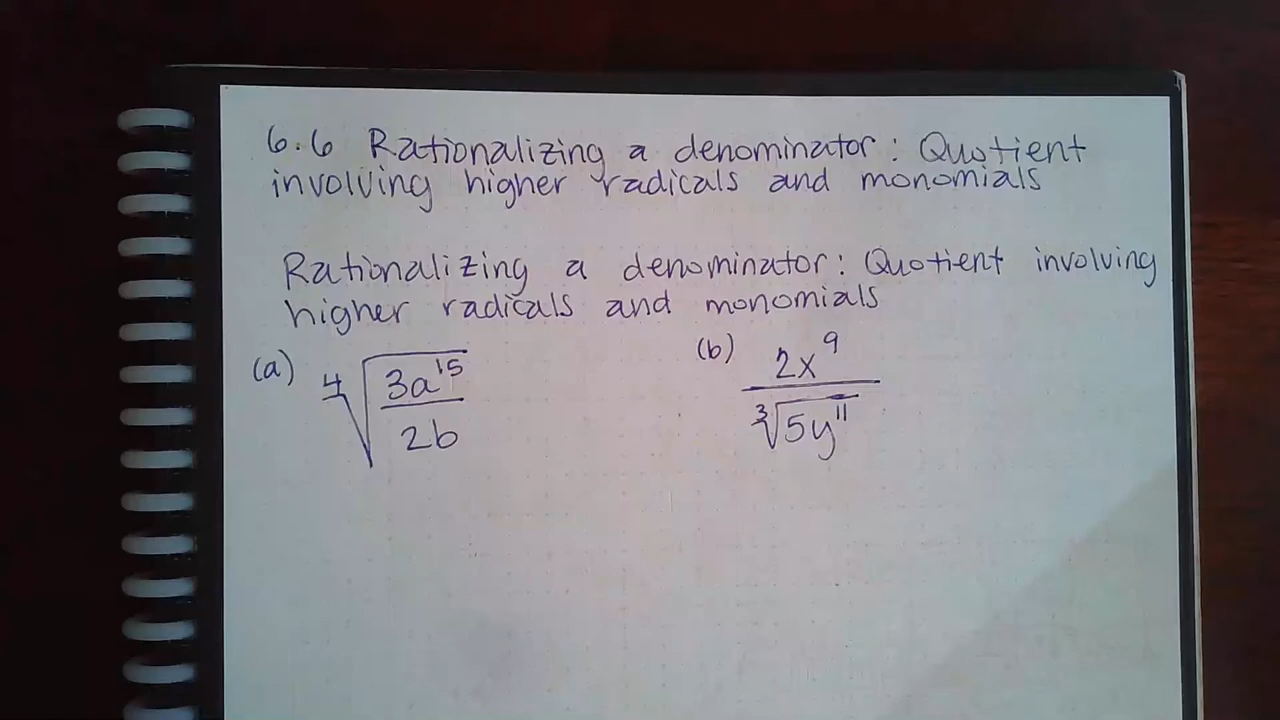 6.6 Rationalizing a denominator: Quotient
involving higher radicals and monomials
Rationalizing a denominator: Quotient involving
higher radicals and monomials
(a) ∜(3a¹⁵/2b) (b) 2x⁹/∛(5y¹¹)